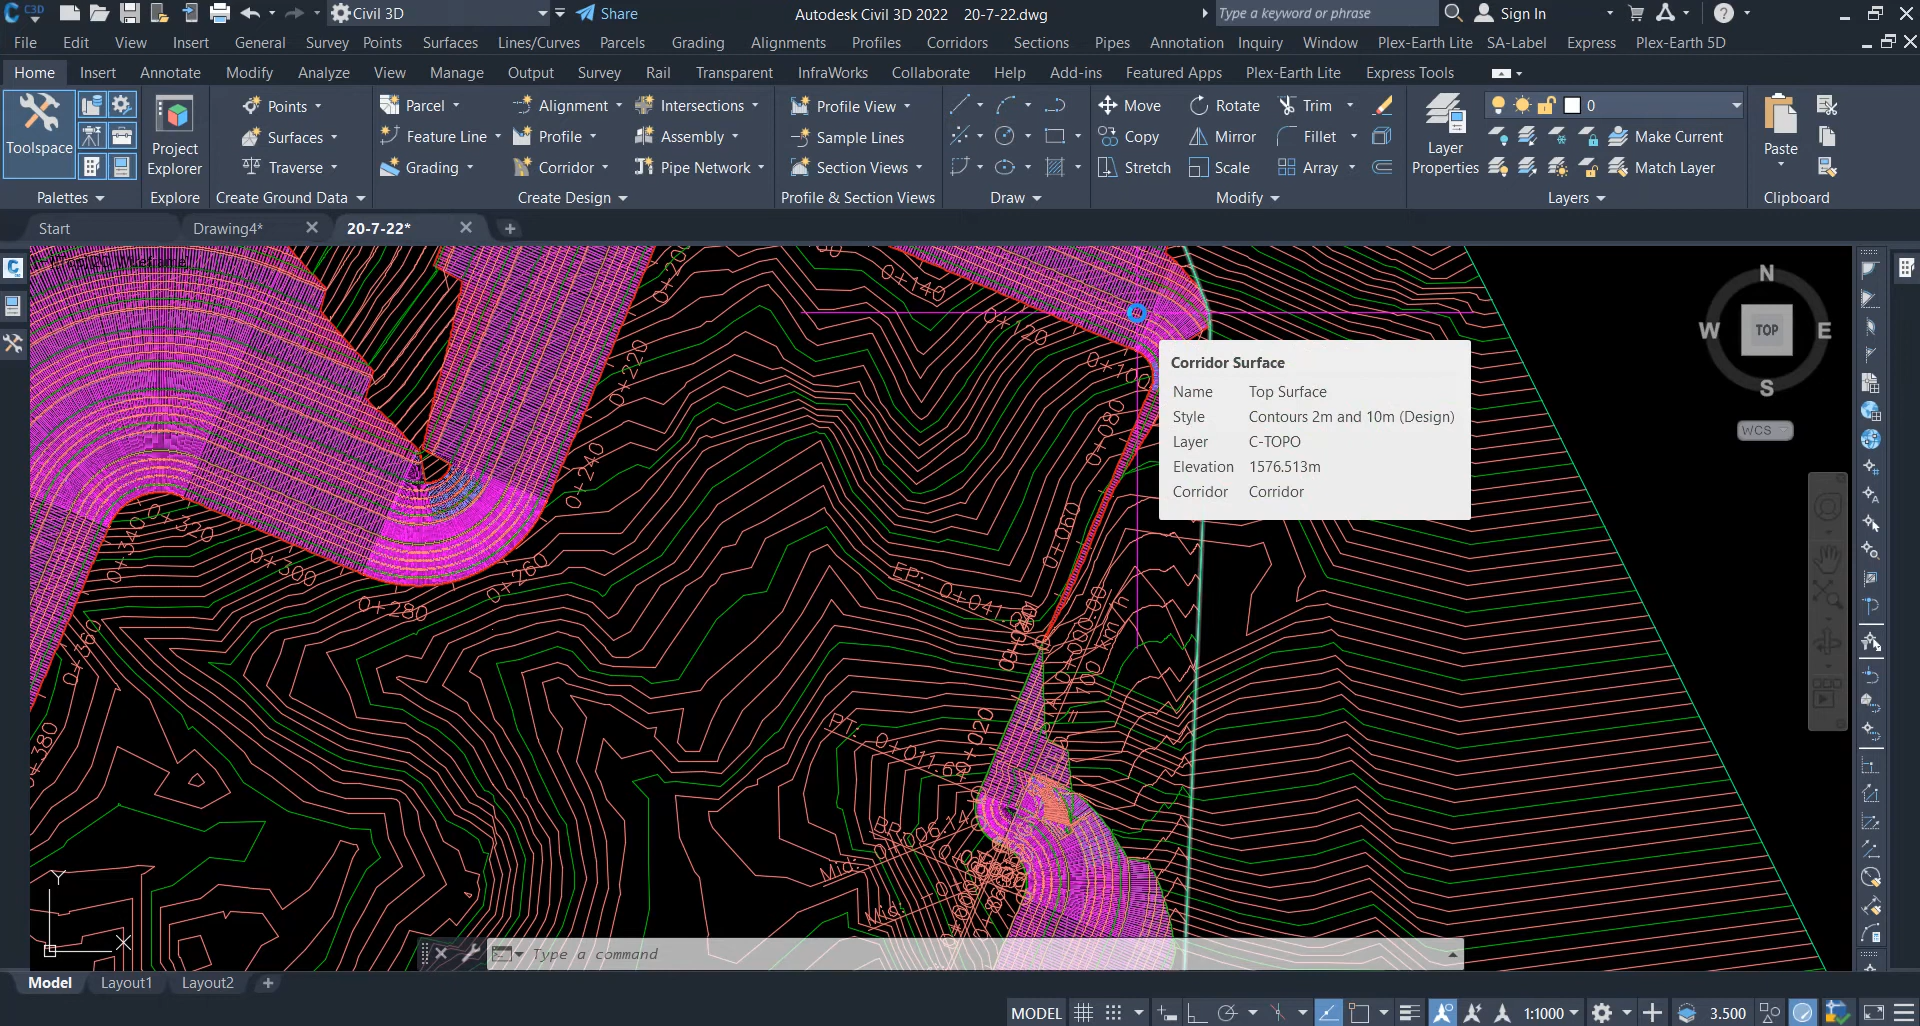 C3D Civil 3D Share Autodesk Civil 3D 2022 20-7-22.dwg Type a keyword or phrase Sign In
File Edit View Insert General Survey Points Surfaces Lines/Curves Parcels Grading Alignments Profiles Corridors Sections Pipes Annotation Inquiry Window Plex-Earth Lite SA-Label Express Plex-Earth 5D
Home Insert Annotate Modify Analyze View Manage Output Survey Rail Transparent InfraWorks Collaborate Help Add-ins Featured Apps Plex-Earth Lite Express Tools
Points Parcel Alignment Intersections Profile View Move Rotate Trim 0
Toolspace Project Explorer Surfaces Feature Line Profile Assembly Sample Lines Copy Mirror Fillet Layer Properties Make Current Paste
Traverse Grading Corridor Pipe Network Section Views Stretch Scale Array Match Layer
Palettes Explore Create Ground Data Create Design Profile & Section Views Draw Modify Layers Clipboard
Start Drawing4* 20-7-22*
0+140
0+120
0+220
0+080
0+240
0+060
0+320
0+340
0+300
0+260
0+280
0+360
0+380
0+020
N
W TOP E
S
WCS
Corridor Surface
Name Top Surface
Style Contours 2m and 10m (Design)
Layer C-TOPO
Elevation 1576.513m
Corridor Corridor
Y
X
Type a command
Model Layout1 Layout2
MODEL 1:1000 3.500